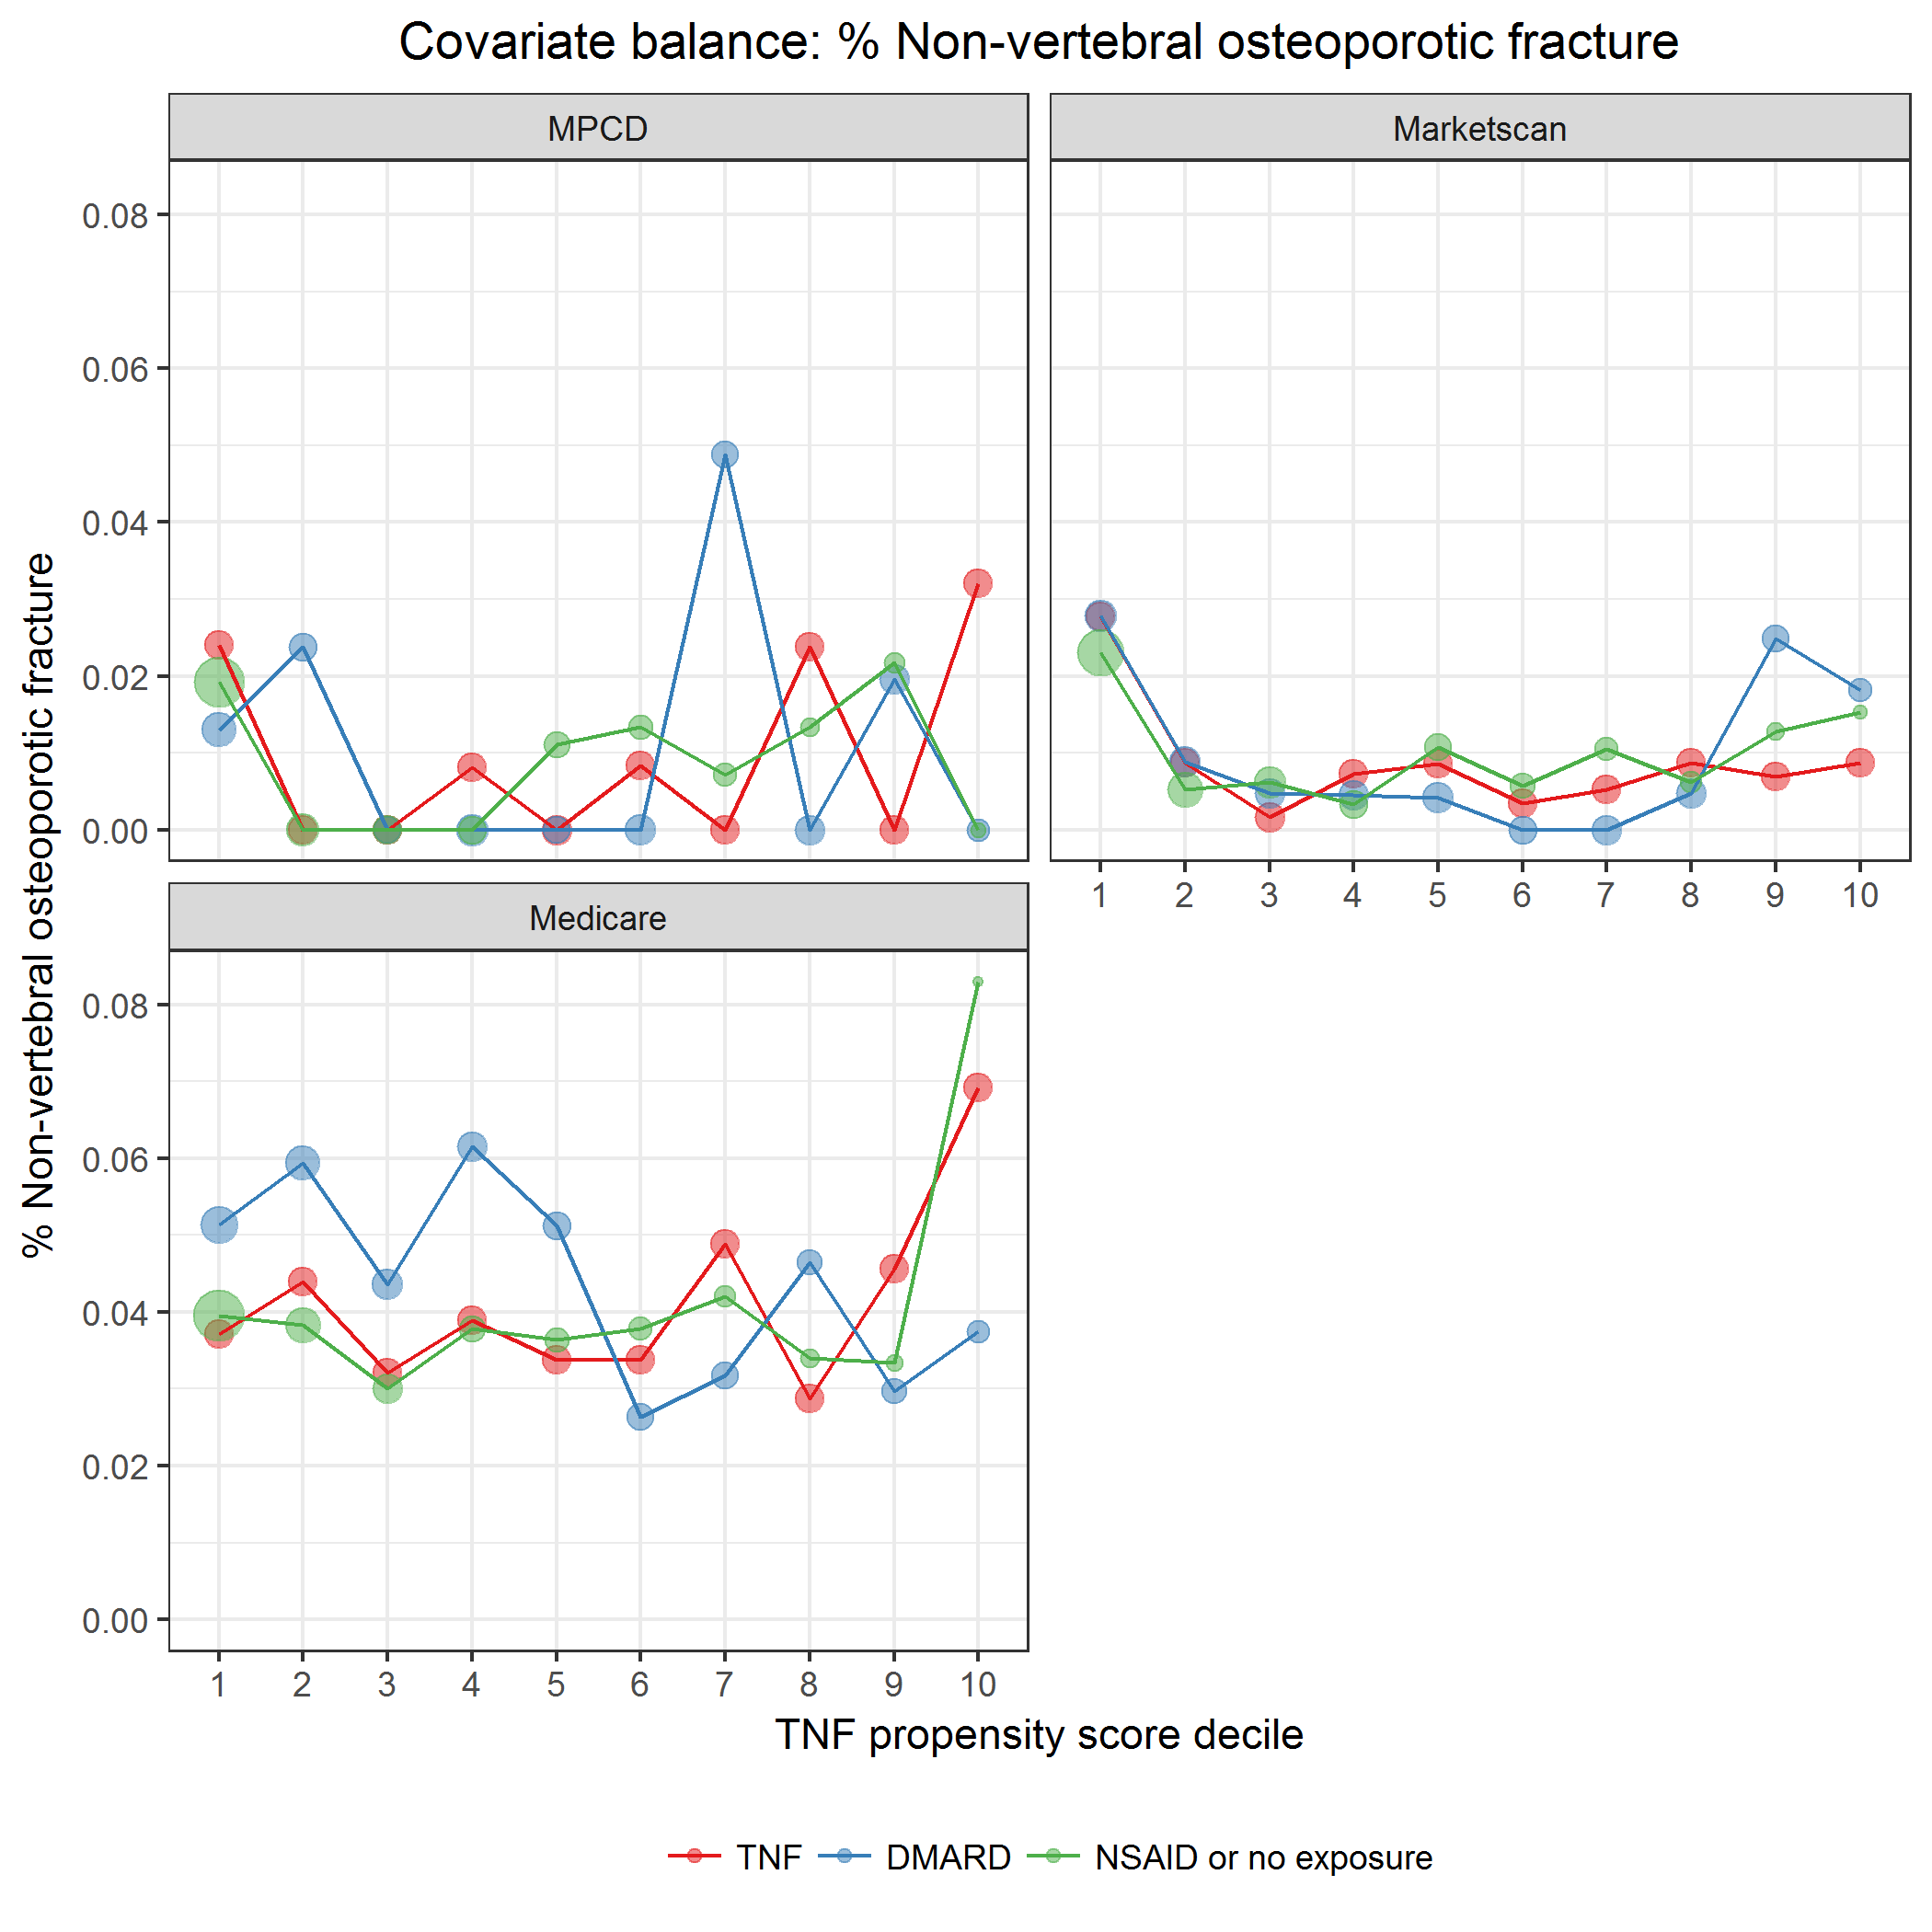 Covariate balance: % Non-vertebral osteoporotic fracture
MPCD
Marketscan
0.08
0.06
0.04
0.02
0.00
1 2 3 4 5 6 7 8 9 10
Medicare
0.08
0.06
0.04
0.02
0.00
1 2 3 4 5 6 7 8 9 10
% Non-vertebral osteoporotic fracture
TNF propensity score decile
TNF DMARD NSAID or no exposure